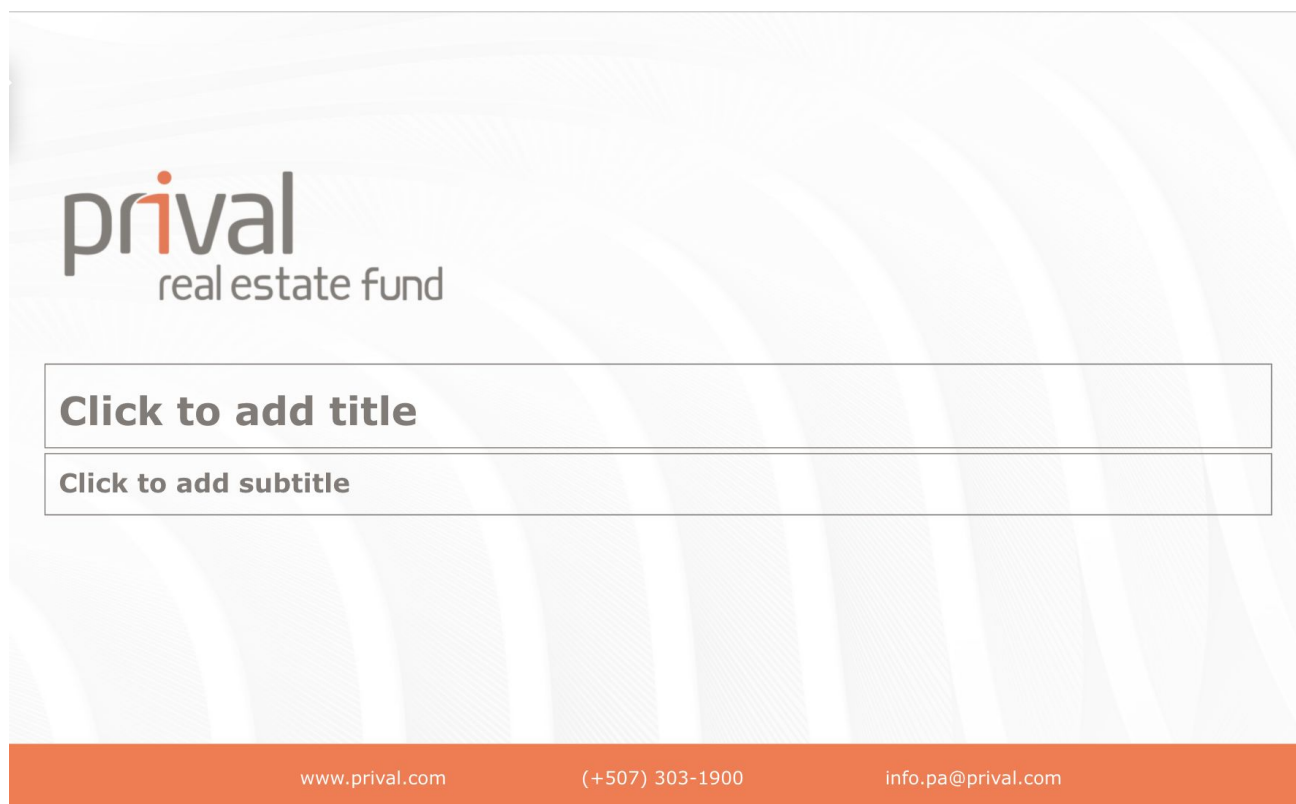 prival
real estate fund
Click to add title
Click to add subtitle
www.prival.com (+507) 303-1900 info.pa@prival.com